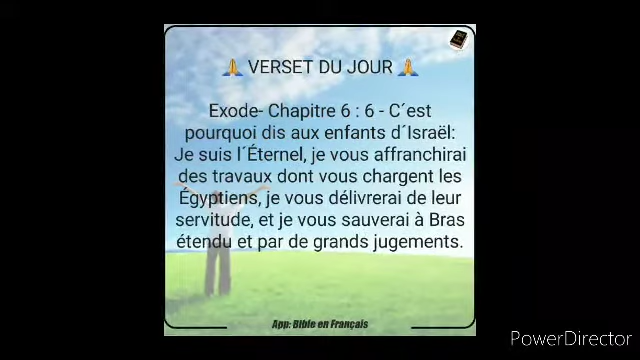 🙏 VERSET DU JOUR 🙏
Exode- Chapitre 6 : 6 - C´est
pourquoi dis aux enfants d´Israël:
Je suis l´Éternel, je vous affranchirai
des travaux dont vous chargent les
Égyptiens, je vous délivrerai de leur
servitude, et je vous sauverai à Bras
étendu et par de grands jugements.
App: Bible en Français
PowerDirector